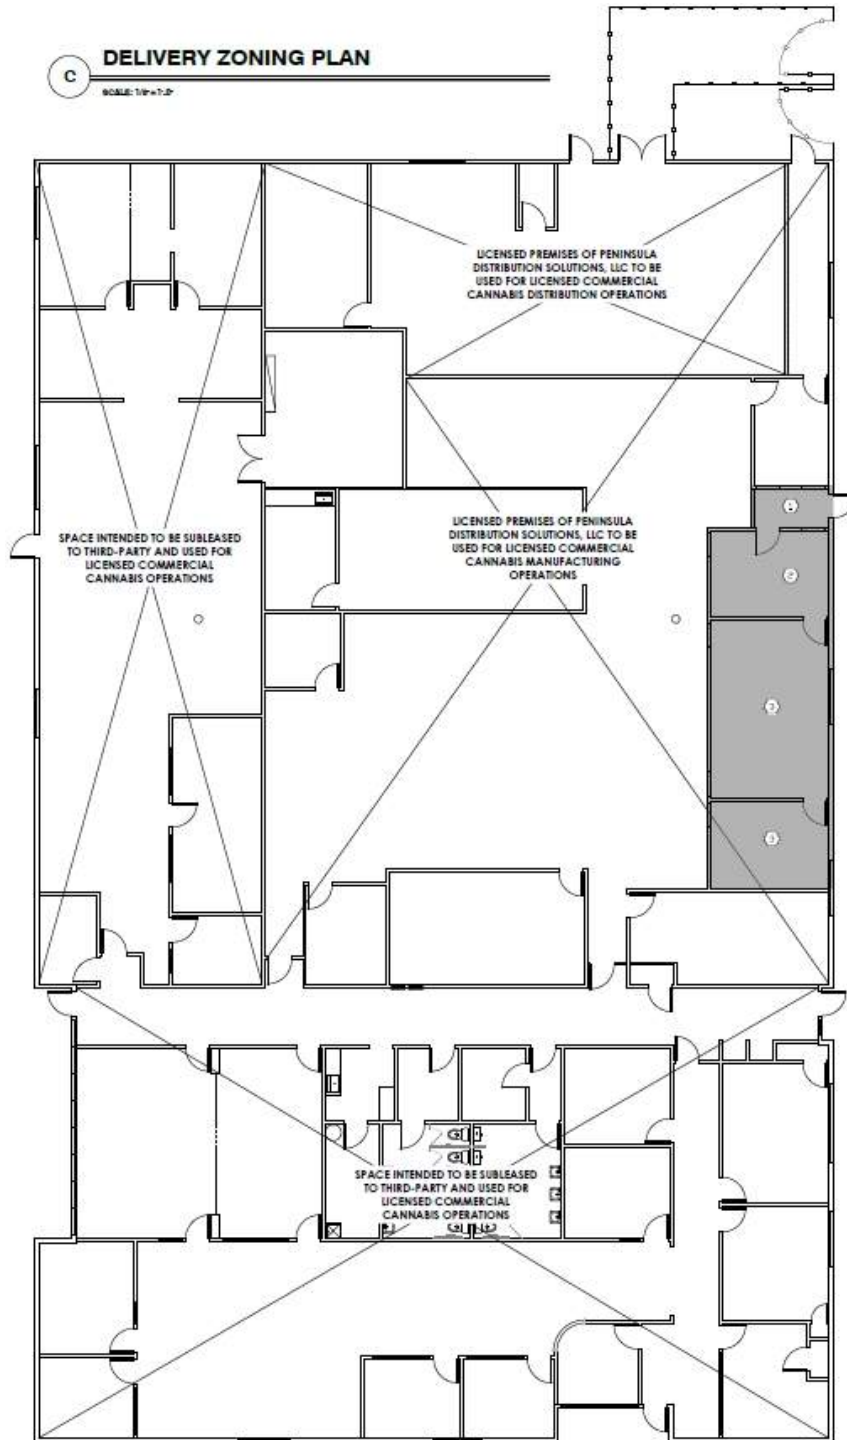 DELIVERY ZONING PLAN
C
LICENSED PREMISES OF PENINSULA
DISTRIBUTION SOLUTIONS, LLC TO BE
USED FOR LICENSED COMMERCIAL
CANNABIS DISTRIBUTION OPERATIONS
SPACE INTENDED TO BE SUBLEASED
TO THIRD-PARTY AND USED FOR
LICENSED COMMERCIAL
CANNABIS OPERATIONS
LICENSED PREMISES OF PENINSULA
DISTRIBUTION SOLUTIONS, LLC TO BE
USED FOR LICENSED COMMERCIAL
CANNABIS MANUFACTURING
OPERATIONS
SPACE INTENDED TO BE SUBLEASED
TO THIRD-PARTY AND USED FOR
LICENSED COMMERCIAL
CANNABIS OPERATIONS